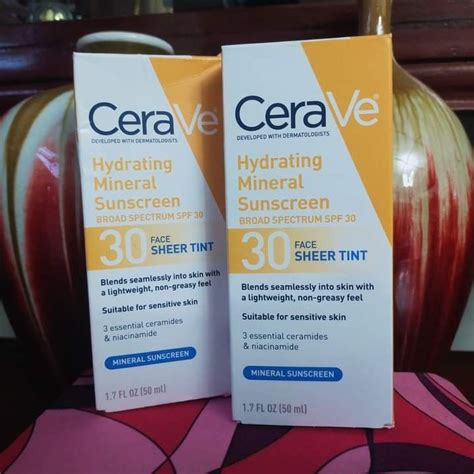 CeraVe
DEVELOPED WITH DERMATOLOGISTS
Hydrating
Mineral
Sunscreen
BROAD SPECTRUM SPF 30
30 FACE
SHEER TINT
Blends seamlessly into skin with
a lightweight, non-greasy feel
Suitable for sensitive skin
3 essential ceramides
& niacinamide
MINERAL SUNSCREEN
1.7 FL OZ (50 ml)
CeraVe
DEVELOPED WITH DERMATOLOGISTS
Hydrating
Mineral
Sunscreen
BROAD SPECTRUM SPF 30
30 FACE
SHEER TINT
Blends seamlessly into skin with
a lightweight, non-greasy feel
Suitable for sensitive skin
3 essential ceramides
& niacinamide
MINERAL SUNSCREEN
1.7 FL OZ (50 ml)